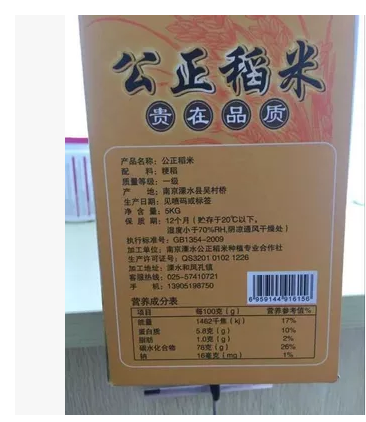 公正稻米
贵在品质
产品名称：公正稻米
配 料：粳稻
质量等级：一级
产 地：南京溧水县吴村桥
生产日期：见喷码或标签
净 含 量：5KG
保 质 期：12个月（贮存于20℃以下，
湿度小于70%RH,阴凉通风干燥处）
执行标准号：GB1354-2009
加工单位：南京溧水公正米种殖专业合作社
生产许可证号：QS3201 0102 1226
加工地址：溧水和凤孔镇
客服热线：025-57410721
手 机：13905198750
6 959144 916156
营养成分表
项目 每100克（g） 营养参考值%
能量 1462千焦（kj） 17%
蛋白质 5.8克（g） 10%
脂肪 1.0克（g） 2%
碳水化合物 78克（g） 26%
钠 16毫克（mg） 1%